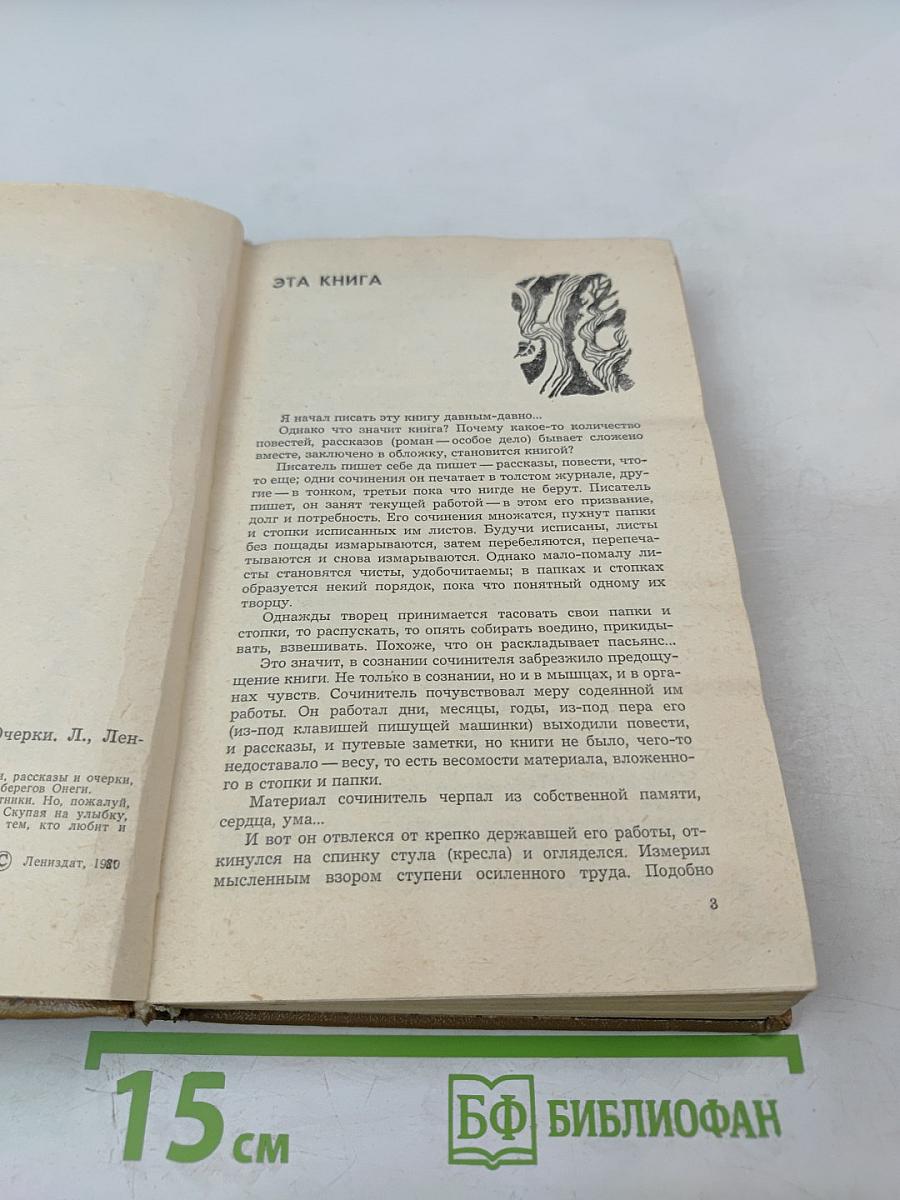 Очерки. Л., Лен-
и, рассказы и очерки,
берегов Онеги.
тники. Но, пожалуй,
Скупая на улыбку,
тем, кто любит и
© Лениздат, 1980
ЭТА КНИГА
Я начал писать эту книгу давным-давно...
Однако что значит книга? Почему какое-то количество
повестей, рассказов (роман — особое дело) бывает сложено
вместе, заключено в обложку, становится книгой?
Писатель пишет себе да пишет — рассказы, повести, что-
то еще; одни сочинения он печатает в толстом журнале, дру-
гие — в тонком, третьи пока что нигде не берут. Писатель
пишет, он занят текущей работой — в этом его призвание,
долг и потребность. Его сочинения множатся, пухнут папки
и стопки исписанных им листов. Будучи исписаны, листы
без пощады измарываются, затем перебеляются, перепеча-
тываются и снова измарываются. Однако мало-помалу ли-
сты становятся чисты, удобочитаемы; в папках и стопках
образуется некий порядок, пока что понятный одному их
творцу.
Однажды творец принимается тасовать свои папки и
стопки, то распускать, то опять собирать воедино, прикиды-
вать, взвешивать. Похоже, что он раскладывает пасьянс...
Это значит, в сознании сочинителя забрезжило предощу-
щение книги. Не только в сознании, но и в мышцах, и в орга-
нах чувств. Сочинитель почувствовал меру содеянной им
работы. Он работал дни, месяцы, годы, из-под пера его
(из-под клавишей пишущей машинки) выходили повести,
и рассказы, и путевые заметки, но книги не было, чего-то
недоставало — весу, то есть весомости материала, вложенно-
го в стопки и папки.
Материал сочинитель черпал из собственной памяти,
сердца, ума...
И вот он отвлекся от крепко державшей его работы, от-
кинулся на спинку стула (кресла) и огляделся. Измерил
мысленным взором ступени осиленного труда. Подобно
3
15 см
БФ БИБЛИОФАН